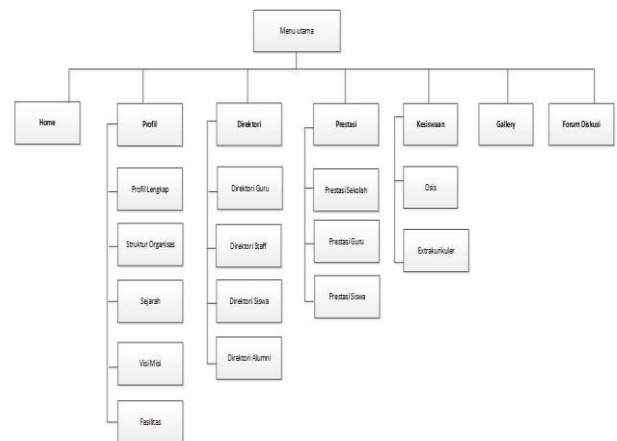 Menu utama
Home
Profil
Direktori
Prestasi
Kesiswaan
Gallery
Forum Diskusi
Profil Lengkap
Struktur Organisas
Sejarah
Visi Misi
Fasilitas
Direktori Guru
Direktori Staff
Direktori Siswa
Direktori Alumni
Prestasi Sekolah
Prestasi Guru
Prestasi Siswa
Osis
Extrakurikuler